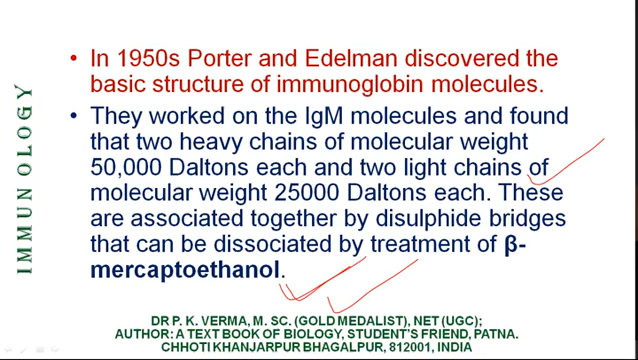 IMMUNOLOGY
• In 1950s Porter and Edelman discovered the
basic structure of immunoglobin molecules.
• They worked on the IgM molecules and found
that two heavy chains of molecular weight
50,000 Daltons each and two light chains of
molecular weight 25000 Daltons each. These
are associated together by disulphide bridges
that can be dissociated by treatment of β-
mercaptoethanol.
DR P. K. VERMA, M. SC. (GOLD MEDALIST), NET (UGC);
AUTHOR: A TEXT BOOK OF BIOLOGY, STUDENT'S FRIEND, PATNA.
CHHOTI KHANJARPUR BHAGALPUR, 812001, INDIA